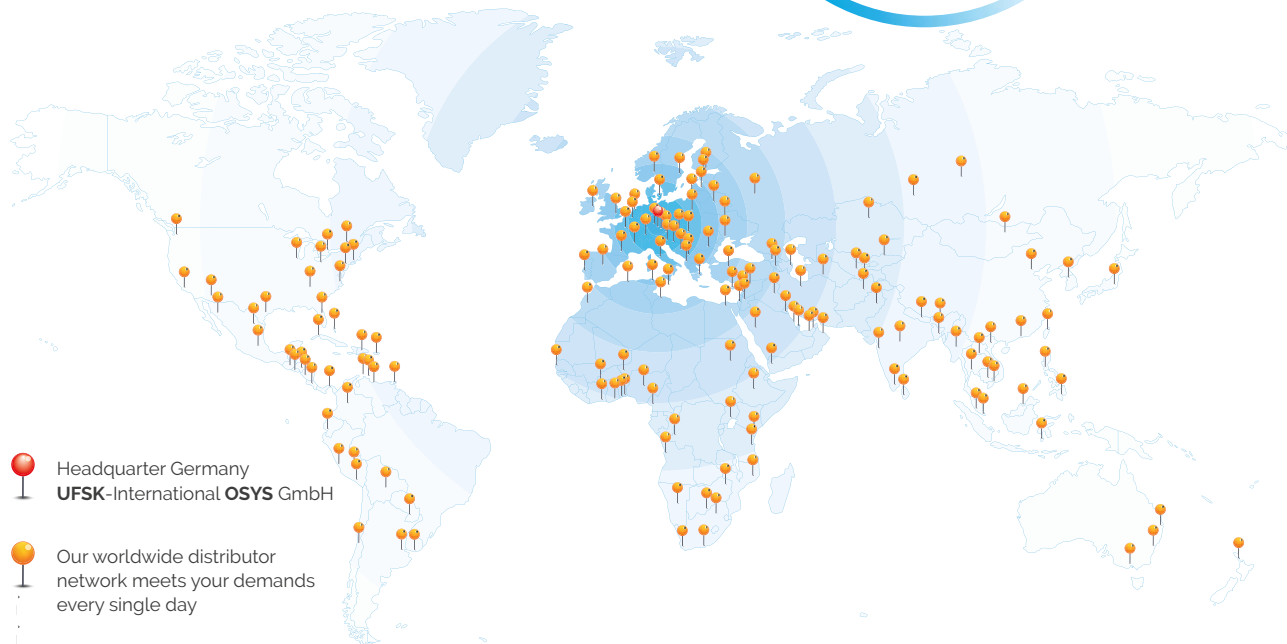 Headquarter Germany
UFSK-International OSYS GmbH
Our worldwide distributor
network meets your demands
every single day